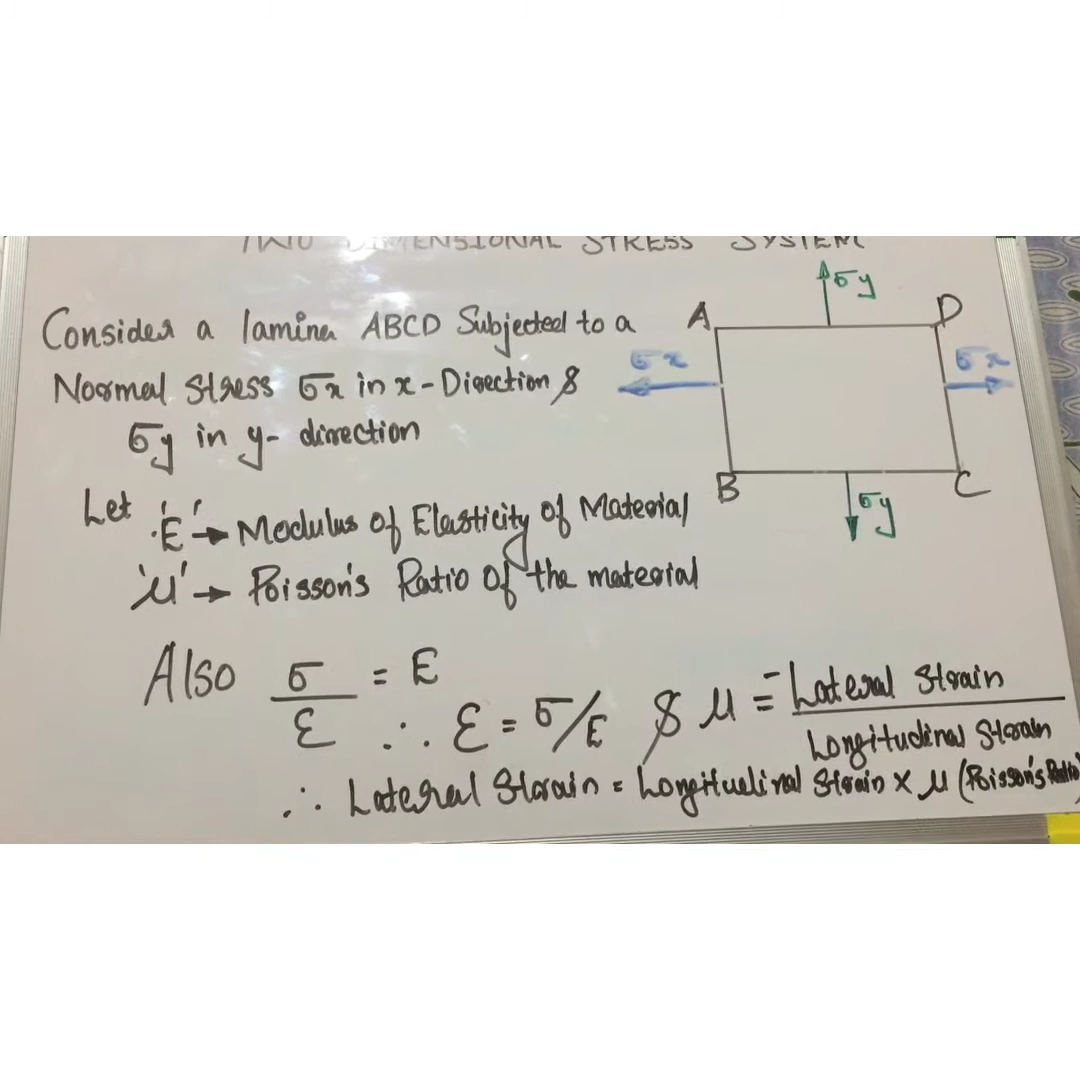 TWO DIMENSIONAL STRESS SYSTEM
Consider a lamina ABCD Subjected to a
Normal Stress σx in x-Direction &
σy in y- direction
Let 'E' → Modulus of Elasticity of Material
'μ' → Poisson's Ratio of the material
Also σ/ε = E
∴ ε = σ/E & μ = Lateral Strain / Longitudinal Strain
∴ Lateral Strain = Longitudinal Strain × μ (Poisson's Ratio)
σy
A
D
σx
σx
B
C
σy